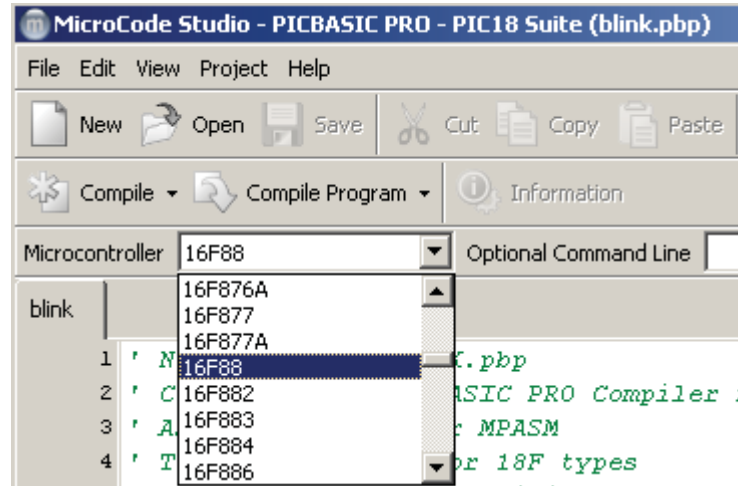 MicroCode Studio - PICBASIC PRO - PIC18 Suite (blink.pbp)
File Edit View Project Help
New Open Save Cut Copy Paste
Compile Compile Program Information
Microcontroller 16F88 Optional Command Line
blink
16F876A
16F877
16F877A
16F88
16F882
16F883
16F884
16F886
1 ' N .pbp
2 ' C ASIC PRO Compiler
3 ' A MPASM
4 ' T or 18F types